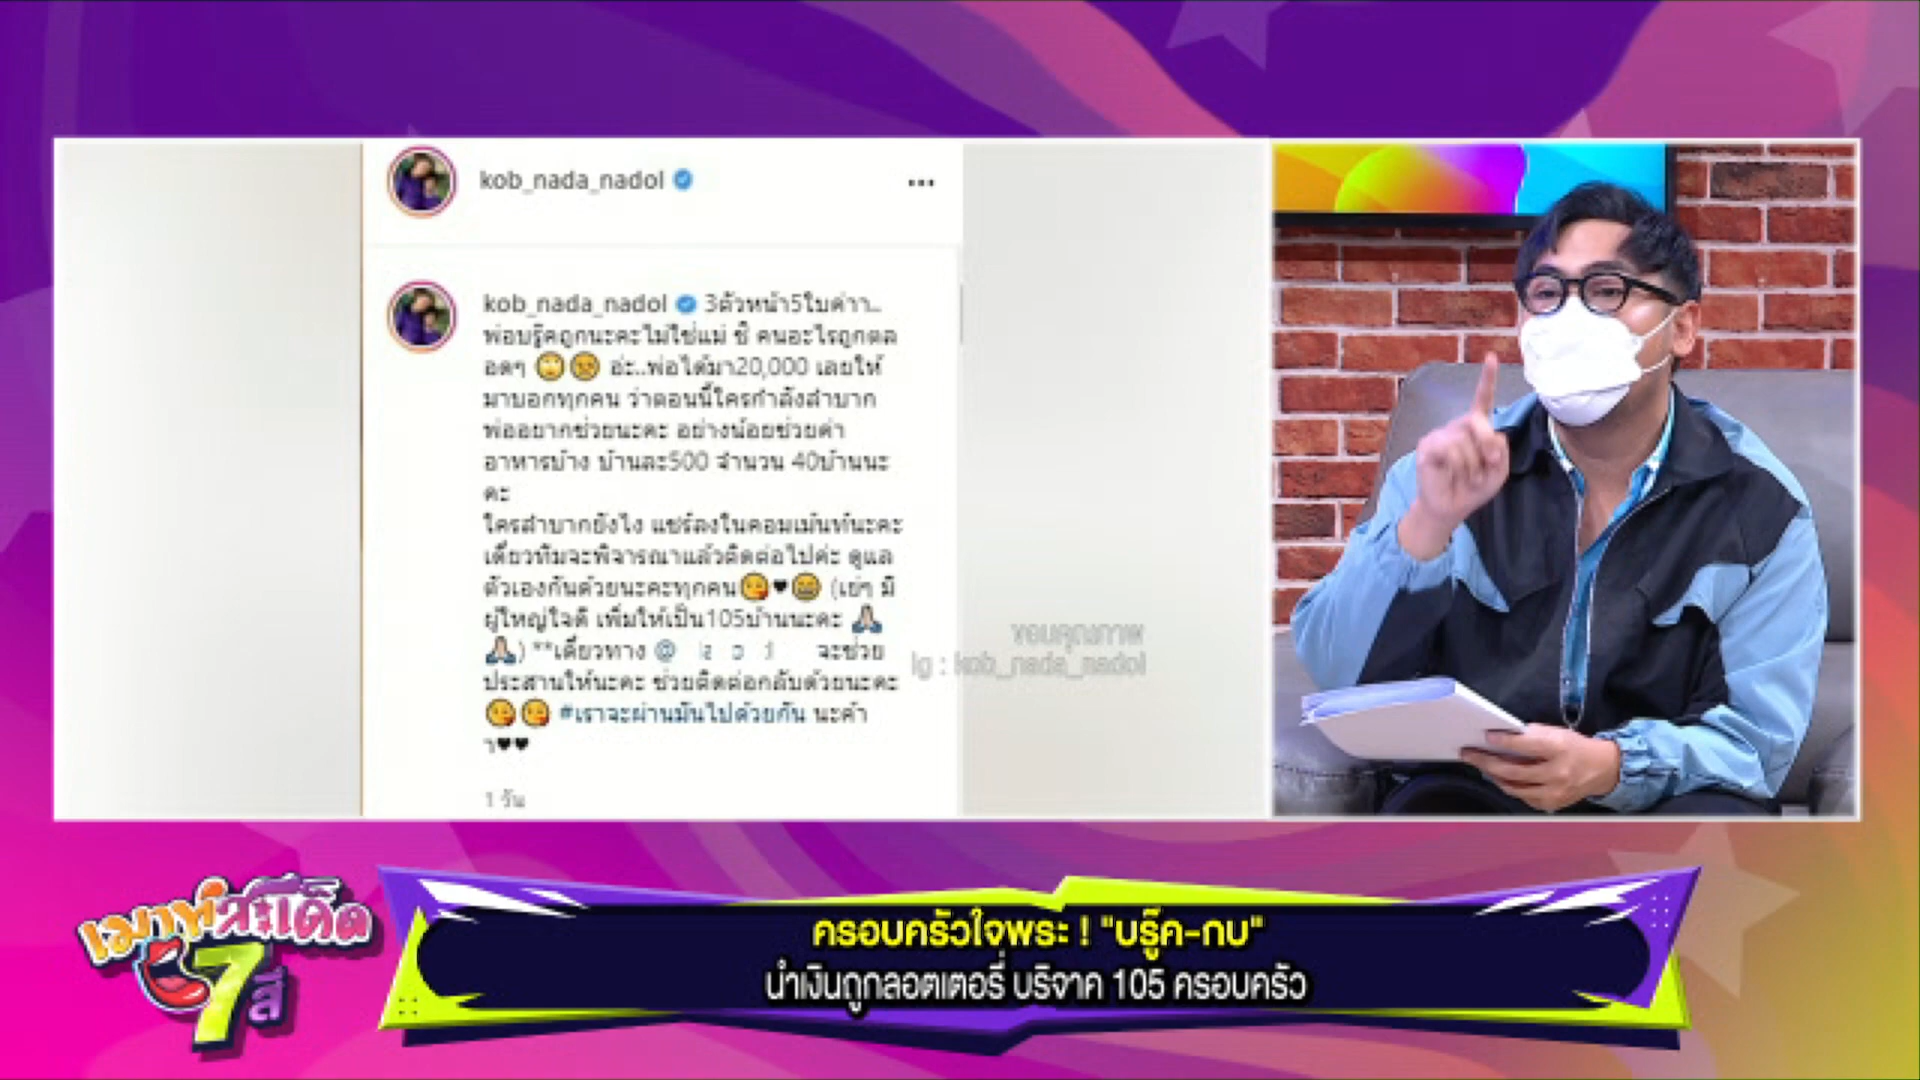 kob_nada_nadol
kob_nada_nadol 3ตัวหน้า5ใบค่าา..
พ่อบรู๊คถูกนะคะไม่ใช่แม่ ชิ คนอะไรถูกตล
อดๆ 🙄😒 อ่ะ..พ่อได้มา20,000 เลยให้
มาบอกทุกคน ว่าตอนนี้ใครกำลังลำบาก
พ่ออยากช่วยนะคะ อย่างน้อยช่วยค่า
อาหารบ้าง บ้านละ500 จำนวน 40บ้านนะ
คะ
ใครลำบากยังไง แชร์ลงในคอมเม้นท์นะคะ
เดี๋ยวทีมจะพิจารณาแล้วติดต่อไปค่ะ ดูแล
ตัวเองกันด้วยนะคะทุกคน😘♥😄 (เย่ๆ มี
ผู้ใหญ่ใจดี เพิ่มให้เป็น105บ้านนะคะ 🙏🏻
🙏🏻) **เดี๋ยวทาง @ จะช่วย
ประสานให้นะคะ ช่วยติดต่อกลับด้วยนะคะ
😘😘 #เราจะผ่านมันไปด้วยกัน นะค้า
า♥♥
1 วัน
ขอบคุณภาพ
ig : kob_nada_nadol
เมาท์สะเด็ด
7สี
ครอบครัวใจพระ ! "บรู๊ค-กบ"
นำเงินถูกลอตเตอรี่ บริจาค 105 ครอบครัว